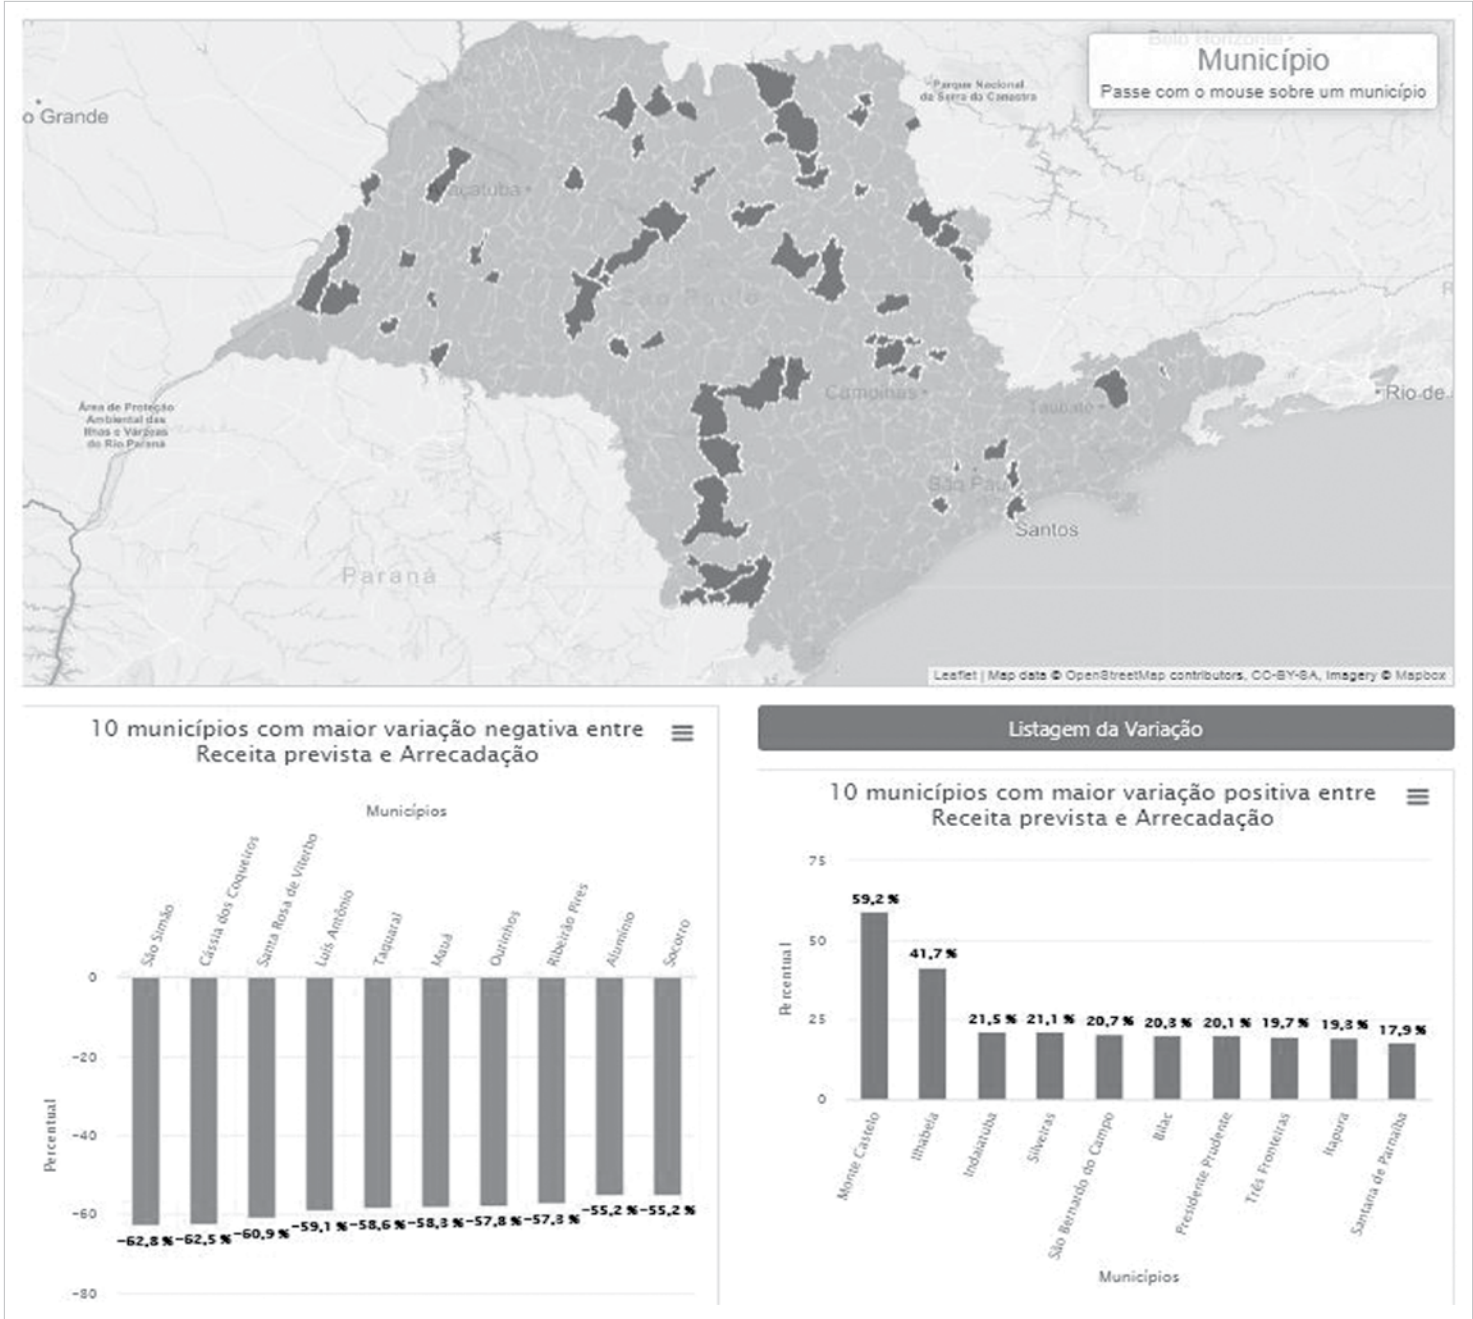 Belo Horizonte
Município
Passe com o mouse sobre um município
Parque Nacional
da Serra da Canastra
o Grande
Araçatuba
São Paulo
Campinas
Taubaté
Rio de
Área de Proteção
Ambiental das
Ilhas e Várzeas
do Rio Paraná
São Pau
Santos
Paraná
Leaflet | Map data © OpenStreetMap contributors, CC-BY-SA, Imagery © Mapbox
10 municípios com maior variação negativa entre
Receita prevista e Arrecadação
Municípios
São Simão
Cássia dos Coqueiros
Santa Rosa de Viterbo
Luís Antônio
Taquaral
Mauá
Ourinhos
Ribeirão Pires
Alumínio
Socorro
Percentual
0
-20
-40
-60
-80
-62,8 %
-62,5 %
-60,9 %
-59,1 %
-58,6 %
-58,3 %
-57,8 %
-57,3 %
-55,2 %
-55,2 %
Listagem da Variação
10 municípios com maior variação positiva entre
Receita prevista e Arrecadação
Percentual
75
50
25
0
59,2 %
41,7 %
21,5 %
21,1 %
20,7 %
20,3 %
20,1 %
19,7 %
19,3 %
17,9 %
Monte Castelo
Ilhabela
Indaiatuba
Silveiras
São Bernardo do Campo
Bilac
Presidente Prudente
Três Fronteiras
Itapura
Santana de Parnaíba
Municípios